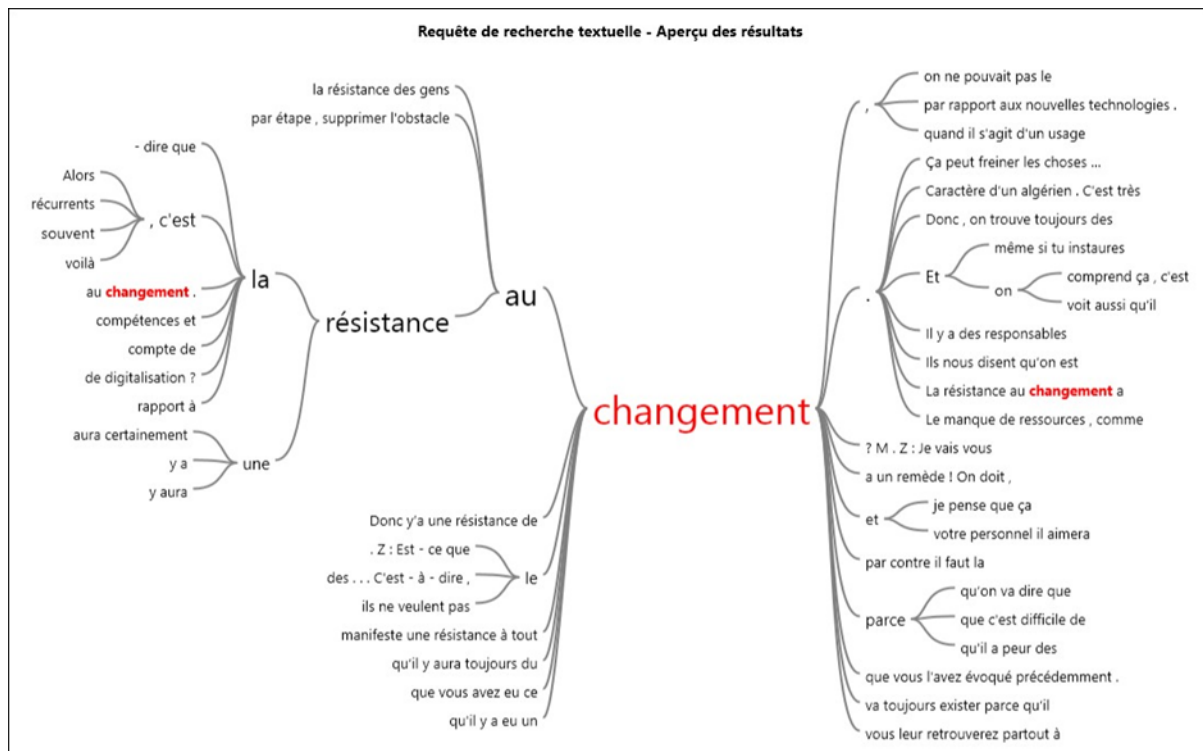 Requête de recherche textuelle - Aperçu des résultats
la résistance des gens
par étape , supprimer l'obstacle
- dire que
Alors
récurrents
souvent
voilà
, c'est
au changement .
compétences et
compte de
de digitalisation ?
rapport à
la
aura certainement
y a
y aura
une
résistance
au
Donc y'a une résistance de
. Z : Est - ce que
des . . . C'est - à - dire ,
ils ne veulent pas
le
manifeste une résistance à tout
qu'il y aura toujours du
que vous avez eu ce
qu'il y a eu un
changement
,
on ne pouvait pas le
par rapport aux nouvelles technologies .
quand il s'agit d'un usage
.
Ça peut freiner les choses ...
Caractère d'un algérien . C'est très
Donc , on trouve toujours des
Et
même si tu instaures
on
comprend ça , c'est
voit aussi qu'il
Il y a des responsables
Ils nous disent qu'on est
La résistance au changement a
Le manque de ressources , comme
? M . Z : Je vais vous
a un remède ! On doit ,
et
je pense que ça
votre personnel il aimera
par contre il faut la
parce
qu'on va dire que
que c'est difficile de
qu'il a peur des
que vous l'avez évoqué précédemment .
va toujours exister parce qu'il
vous leur retrouverez partout à